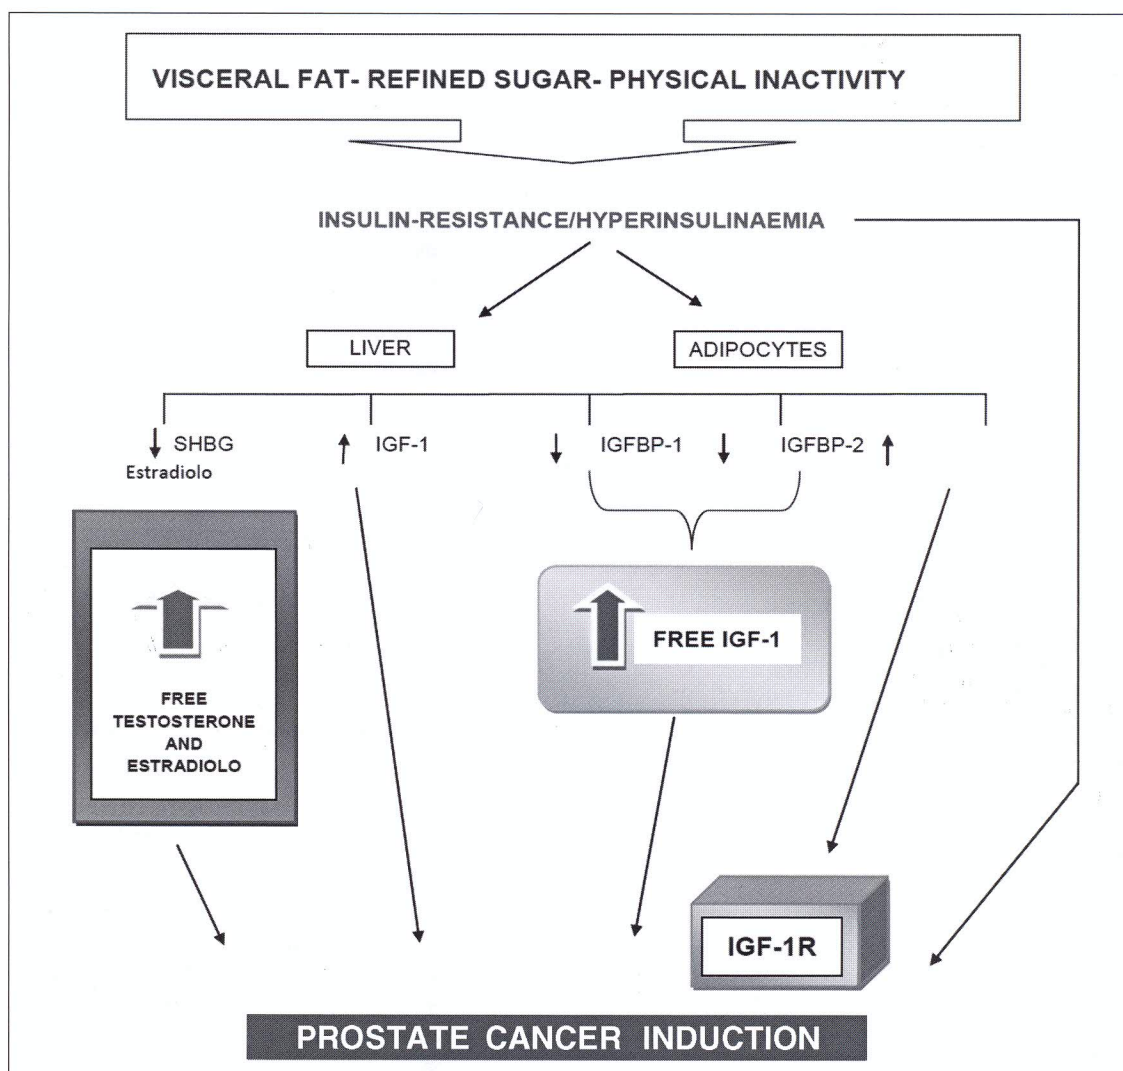 VISCERAL FAT- REFINED SUGAR- PHYSICAL INACTIVITY
INSULIN-RESISTANCE/HYPERINSULINAEMIA
LIVER
ADIPOCYTES
SHBG
IGF-1
IGFBP-1
IGFBP-2
Estradiolo
FREE
TESTOSTERONE
AND
ESTRADIOLO
FREE IGF-1
IGF-1R
PROSTATE CANCER INDUCTION